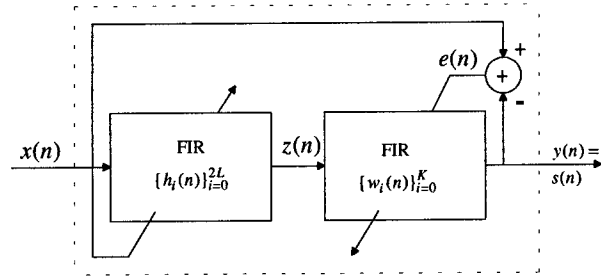 +
e(n)
+
-
x(n)
FIR
{h_i(n)}_{i=0}^{2L}
z(n)
FIR
{w_i(n)}_{i=0}^{K}
y(n) =
s(n)